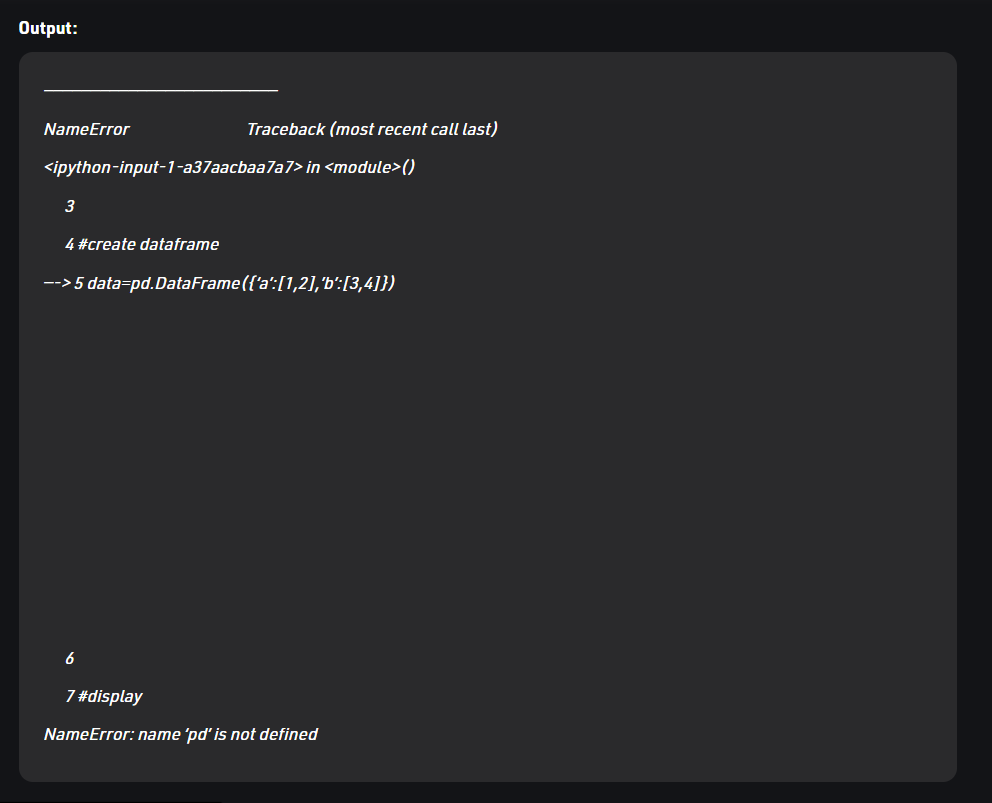 Output:
NameError Traceback (most recent call last)
<ipython-input-1-a37aacbaa7a7> in <module>()
3
4 #create dataframe
—-> 5 data=pd.DataFrame({‘a’:[1,2],’b’:[3,4]})
6
7 #display
NameError: name ‘pd’ is not defined